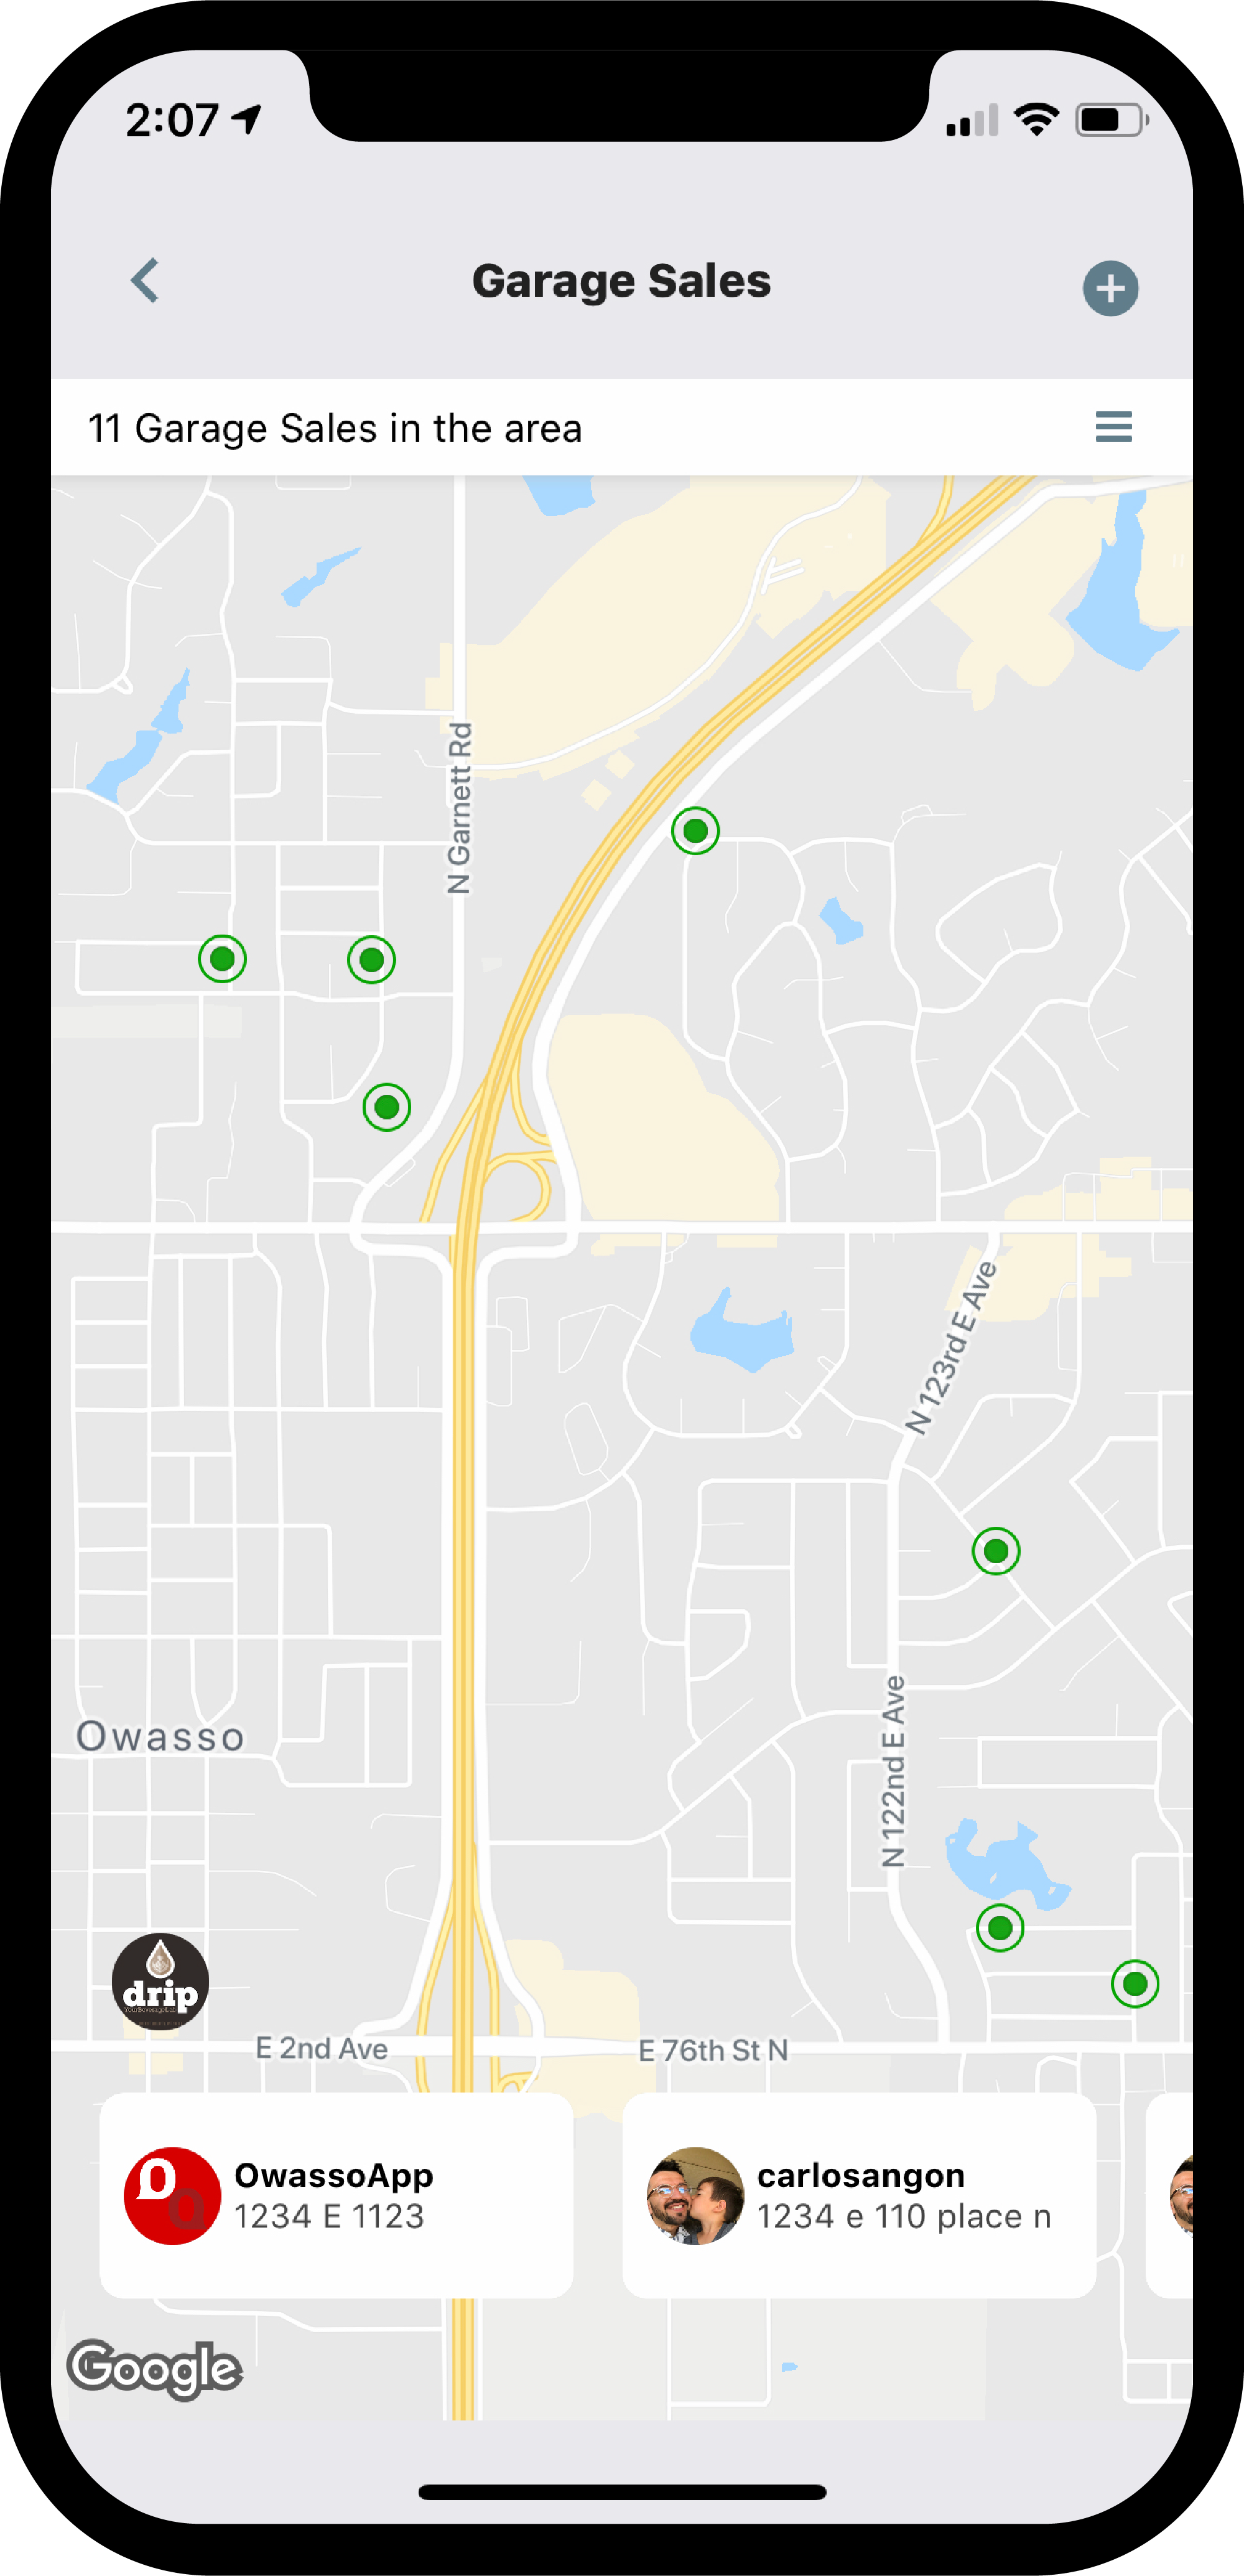 2:07
Garage Sales
11 Garage Sales in the area
N Garnett Rd
N 123rd E Ave
N 122nd E Ave
Owasso
drip
E 2nd Ave
E 76th St N
OwassoApp
1234 E 1123
carlosangon
1234 e 110 place n
Google